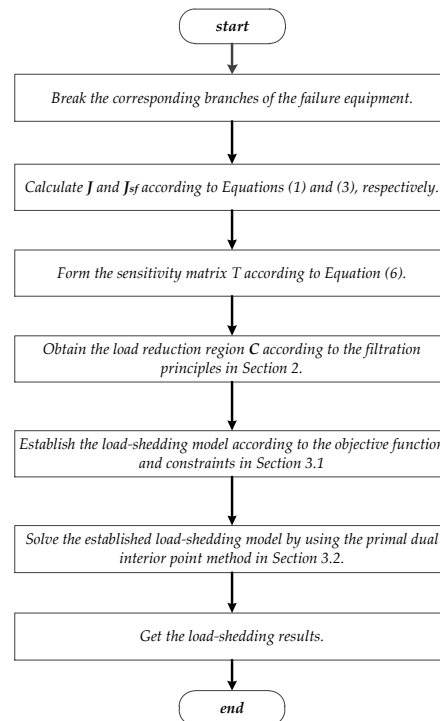 start
Break the corresponding branches of the failure equipment.
Calculate J and Jsf according to Equations (1) and (3), respectively.
Form the sensitivity matrix T according to Equation (6).
Obtain the load reduction region C according to the filtration
principles in Section 2.
Establish the load-shedding model according to the objective function
and constraints in Section 3.1
Solve the established load-shedding model by using the primal dual
interior point method in Section 3.2.
Get the load-shedding results.
end